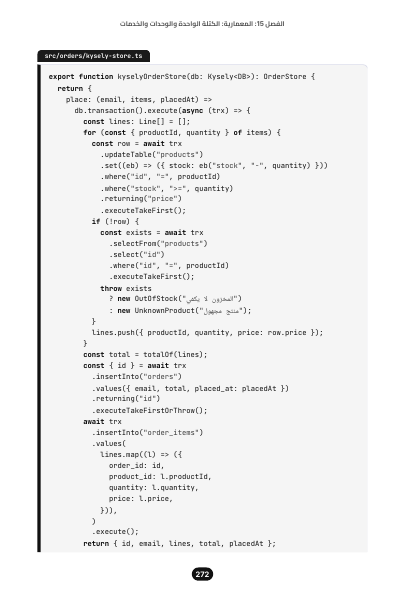 الفصل 15: المعمارية: الكتلة الواحدة والوحدات والخدمات
src/orders/kysely-store.ts
export function kyselyOrderStore(db: Kysely<DB>): OrderStore {
  return {
    place: (email, items, placedAt) =>
      db.transaction().execute(async (trx) => {
        const lines: Line[] = [];
        for (const { productId, quantity } of items) {
          const row = await trx
            .updateTable("products")
            .set((eb) => ({ stock: eb("stock", "-", quantity) }))
            .where("id", "=", productId)
            .where("stock", ">=", quantity)
            .returning("price")
            .executeTakeFirst();
          if (!row) {
            const exists = await trx
              .selectFrom("products")
              .select("id")
              .where("id", "=", productId)
              .executeTakeFirst();
            throw exists
              ? new OutOfStock("المخزون لا يكفي")
              : new UnknownProduct("منتج مجهول");
          }
          lines.push({ productId, quantity, price: row.price });
        }
        const total = totalOf(lines);
        const { id } = await trx
          .insertInto("orders")
          .values({ email, total, placed_at: placedAt })
          .returning("id")
          .executeTakeFirstOrThrow();
        await trx
          .insertInto("order_items")
          .values(
            lines.map((l) => ({
              order_id: id,
              product_id: l.productId,
              quantity: l.quantity,
              price: l.price,
            })),
          )
          .execute();
        return { id, email, lines, total, placedAt };
272